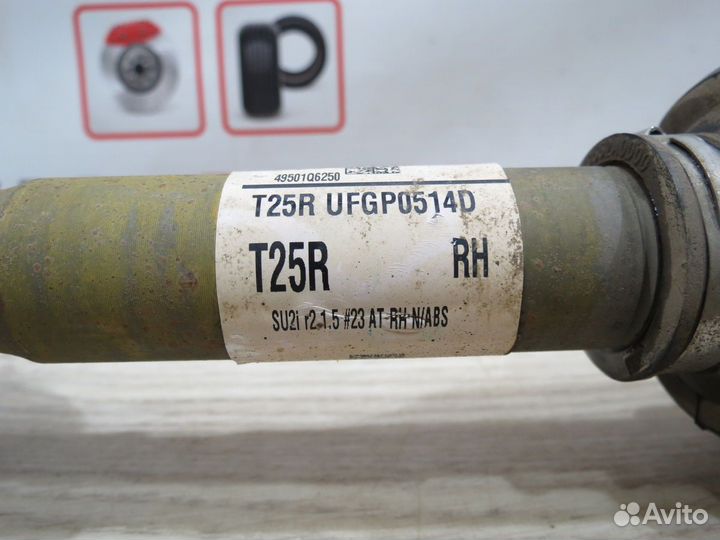 49501Q6250
T25R UFGP0514D
T25R RH
SU2i r2 1.5 #23 AT RH N/ABS
Avito